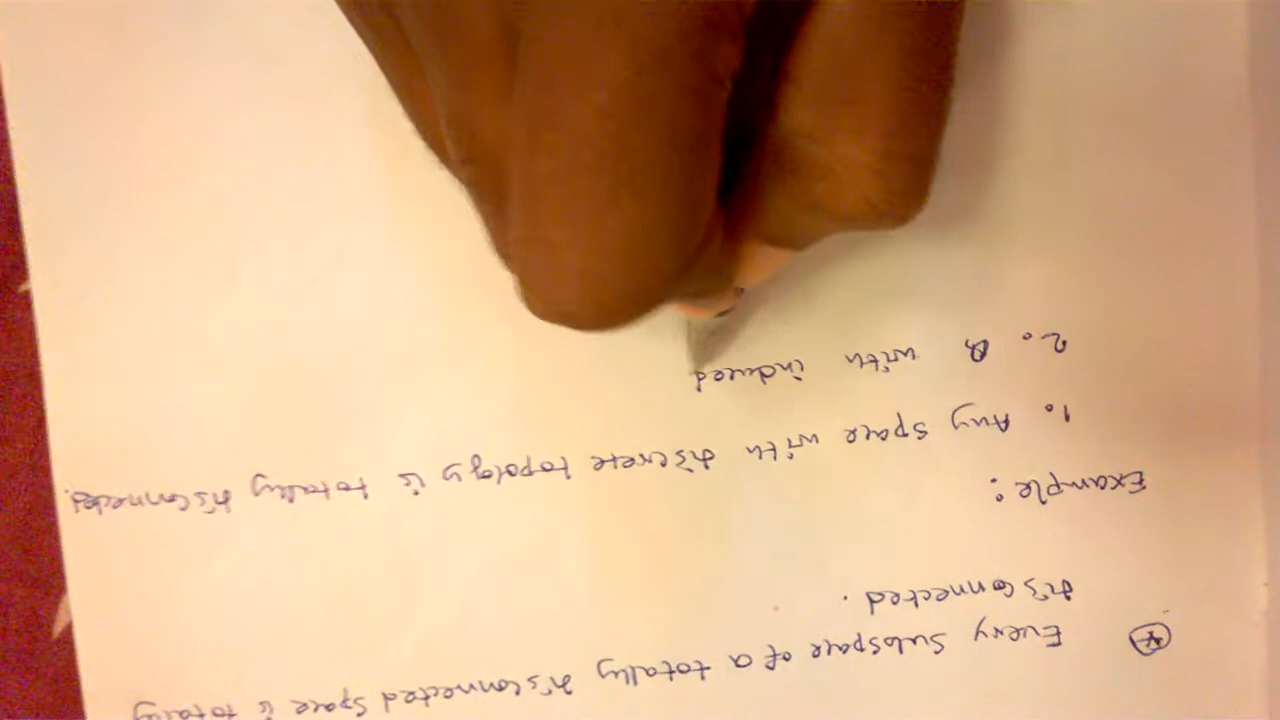 ④ Every subspace of a totally disconnected space is totally
disconnected.
Example:
1. Any space with discrete topology is totally disconnected.
2. Q with induced